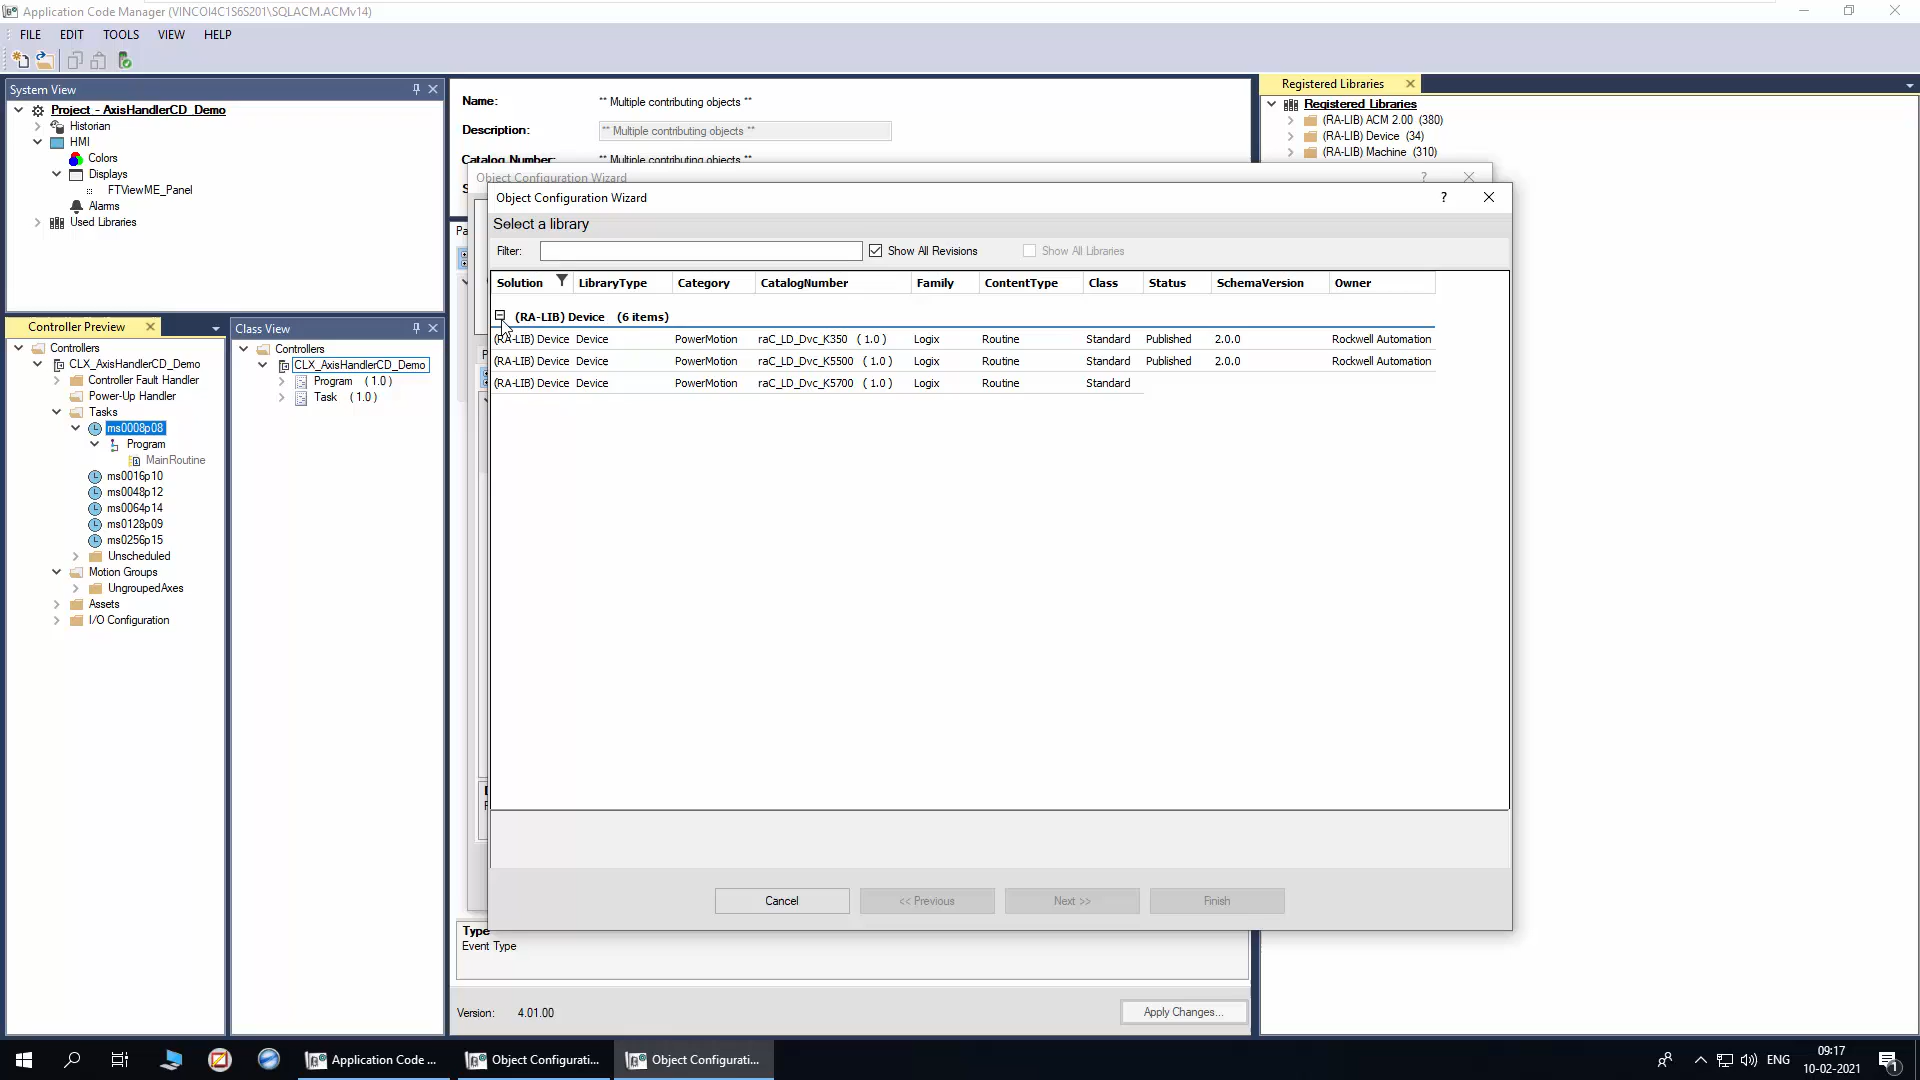 Application Code Manager (VINCOI4C1S6S201\SQLACM.ACMv14)
FILE EDIT TOOLS VIEW HELP
System View
Project - AxisHandlerCD_Demo
Historian
HMI
Colors
Displays
FTViewME_Panel
Alarms
Used Libraries
Controller Preview
Controllers
CLX_AxisHandlerCD_Demo
Controller Fault Handler
Power-Up Handler
Tasks
ms0008p08
Program
MainRoutine
ms0016p10
ms0048p12
ms0064p14
ms0128p09
ms0256p15
Unscheduled
Motion Groups
UngroupedAxes
Assets
I/O Configuration
Class View
Controllers
CLX_AxisHandlerCD_Demo
Program (1.0)
Task (1.0)
Name: ** Multiple contributing objects **
Description: ** Multiple contributing objects **
Catalog Number: ** Multiple contributing objects **
Object Configuration Wizard ?
Object Configuration Wizard ?
Select a library
Filter: Show All Revisions Show All Libraries
Solution LibraryType Category CatalogNumber Family ContentType Class Status SchemaVersion Owner
(RA-LIB) Device (6 items)
(RA-LIB) Device Device PowerMotion raC_LD_Dvc_K350 (1.0) Logix Routine Standard Published 2.0.0 Rockwell Automation
(RA-LIB) Device Device PowerMotion raC_LD_Dvc_K5500 (1.0) Logix Routine Standard Published 2.0.0 Rockwell Automation
(RA-LIB) Device Device PowerMotion raC_LD_Dvc_K5700 (1.0) Logix Routine Standard
Cancel << Previous Next >> Finish
Type
Event Type
Version: 4.01.00
Apply Changes...
Registered Libraries
Registered Libraries
(RA-LIB) ACM 2.00 (380)
(RA-LIB) Device (34)
(RA-LIB) Machine (310)
Application Code ...
Object Configurati...
Object Configurati...
ENG
09:17
10-02-2021
1